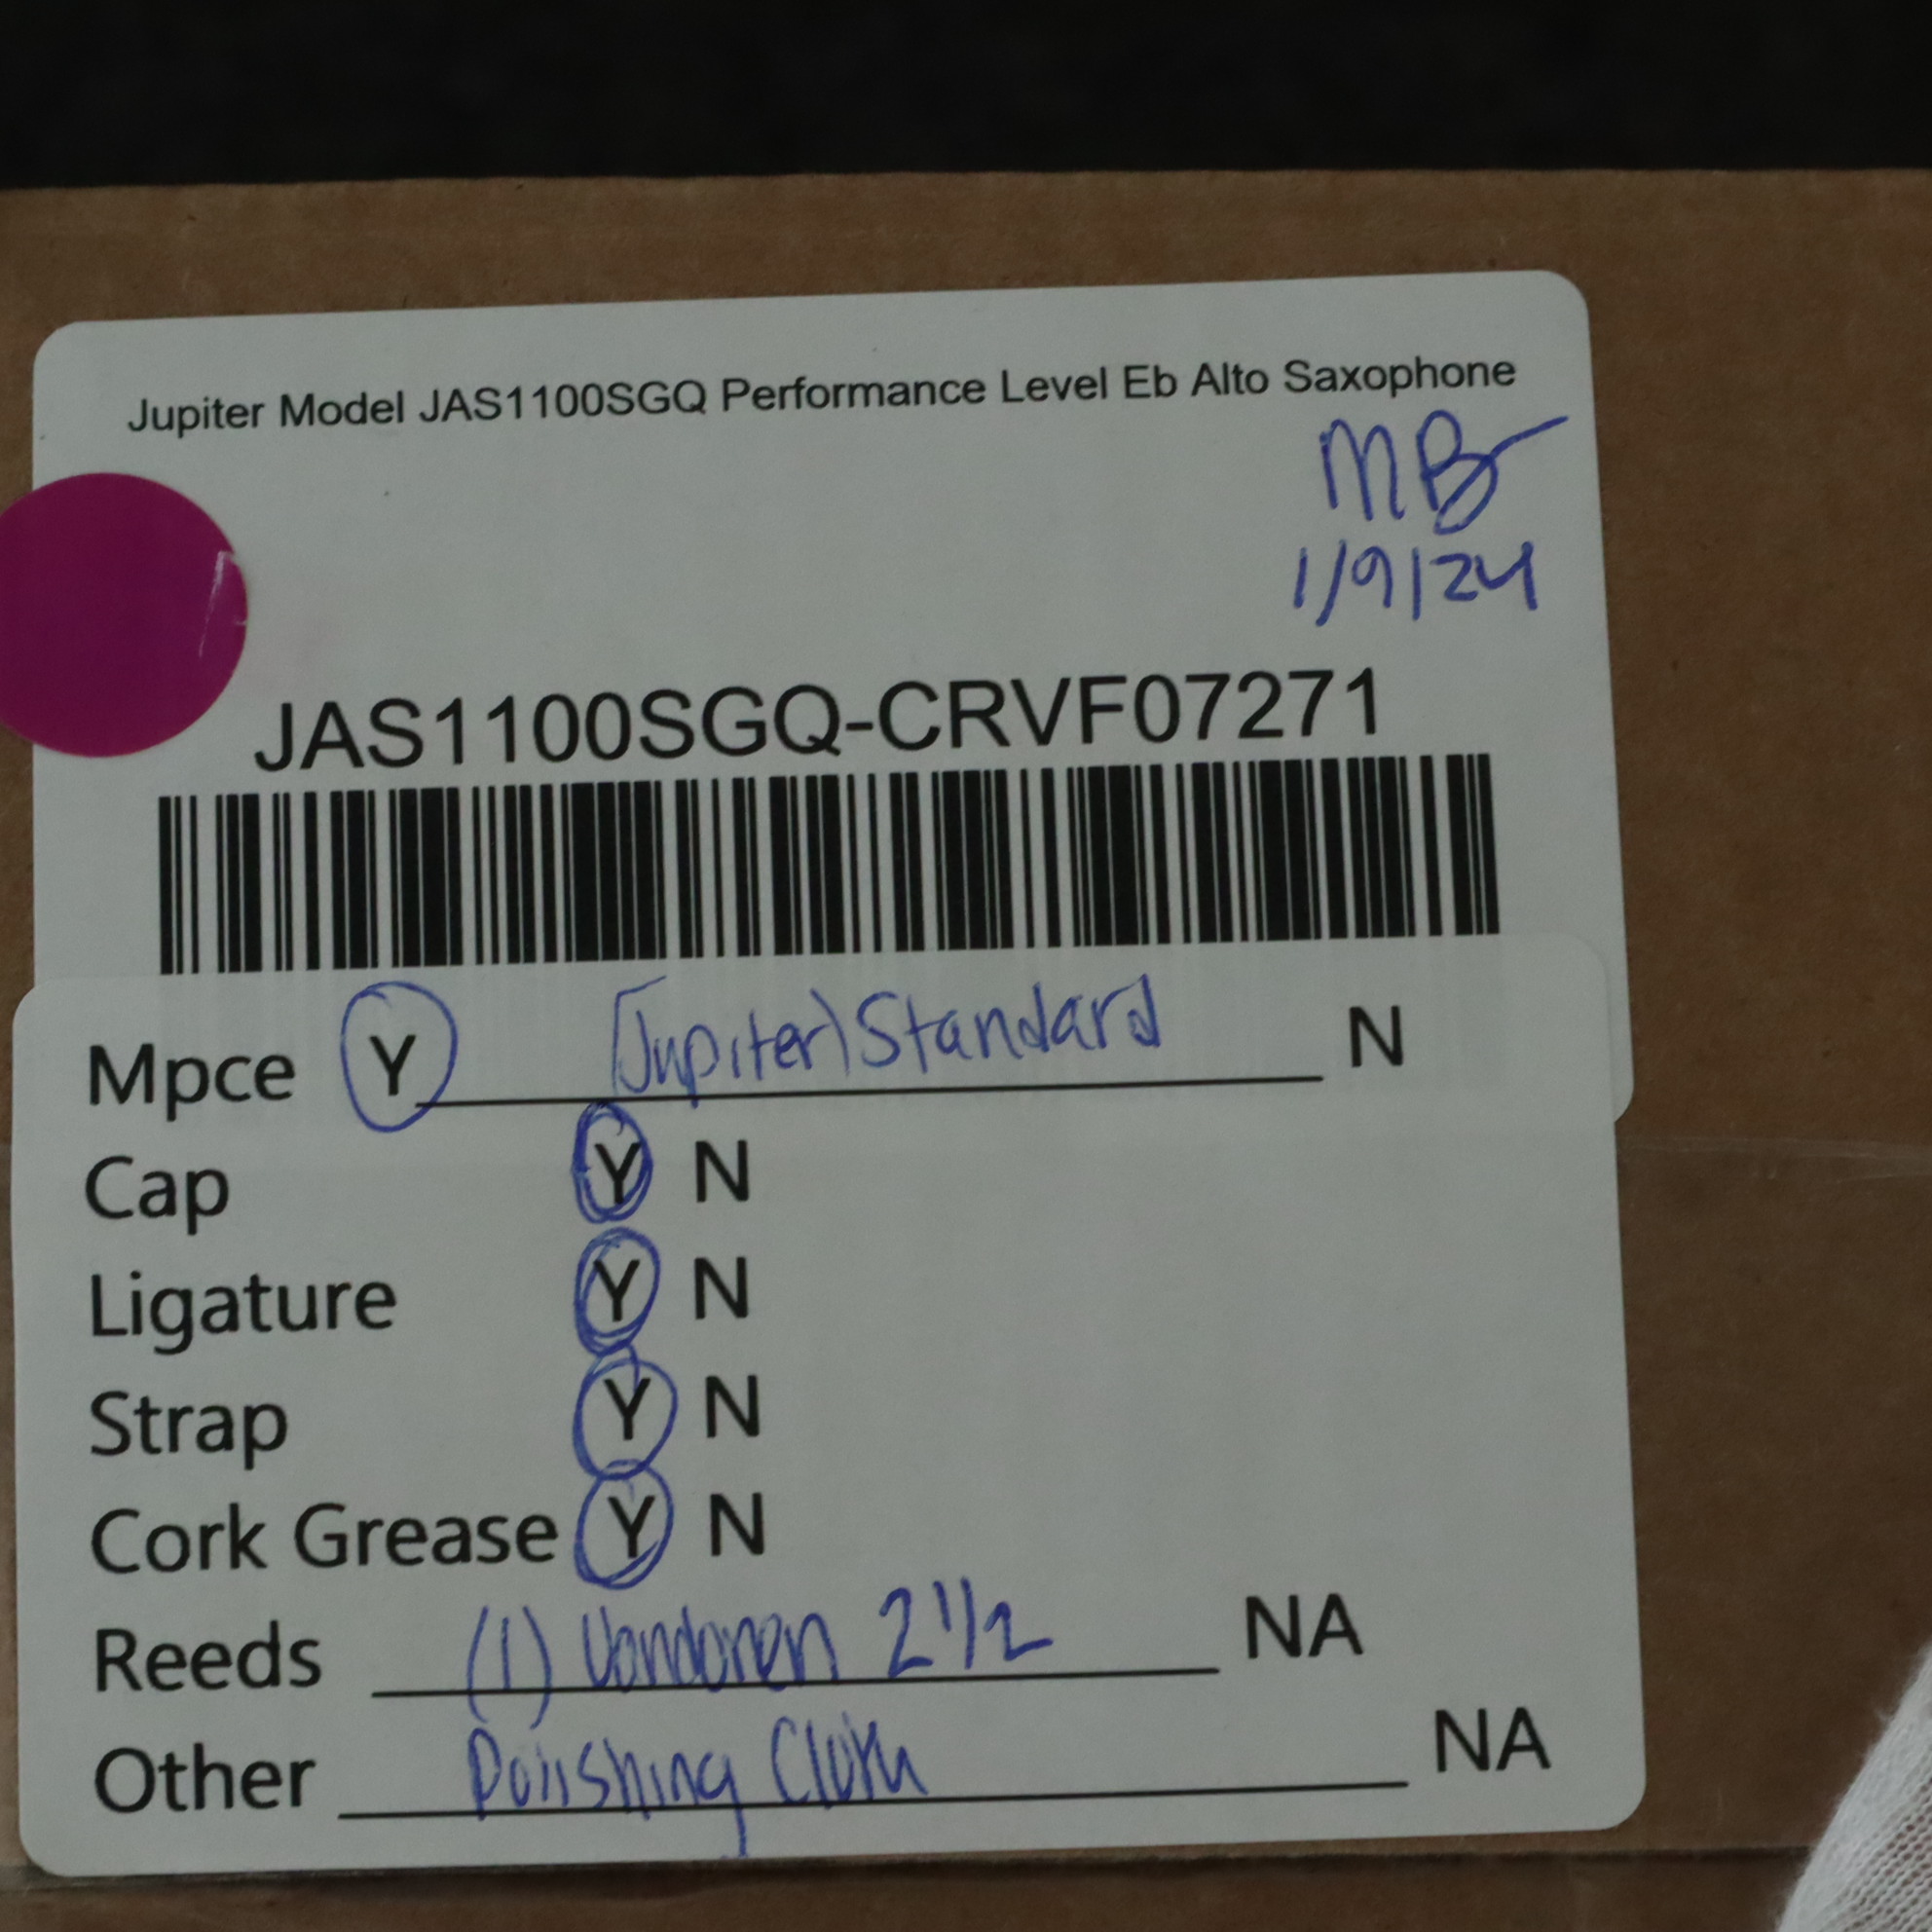 Jupiter Model JAS1100SGQ Performance Level Eb Alto Saxophone
MB
1/9/24
JAS1100SGQ-CRVF07271
Mpce Y (Jupiter) Standard N
Cap Y N
Ligature Y N
Strap Y N
Cork Grease Y N
Reeds (1) Vandoren 2 1/2 NA
Other Polishing Cloth NA